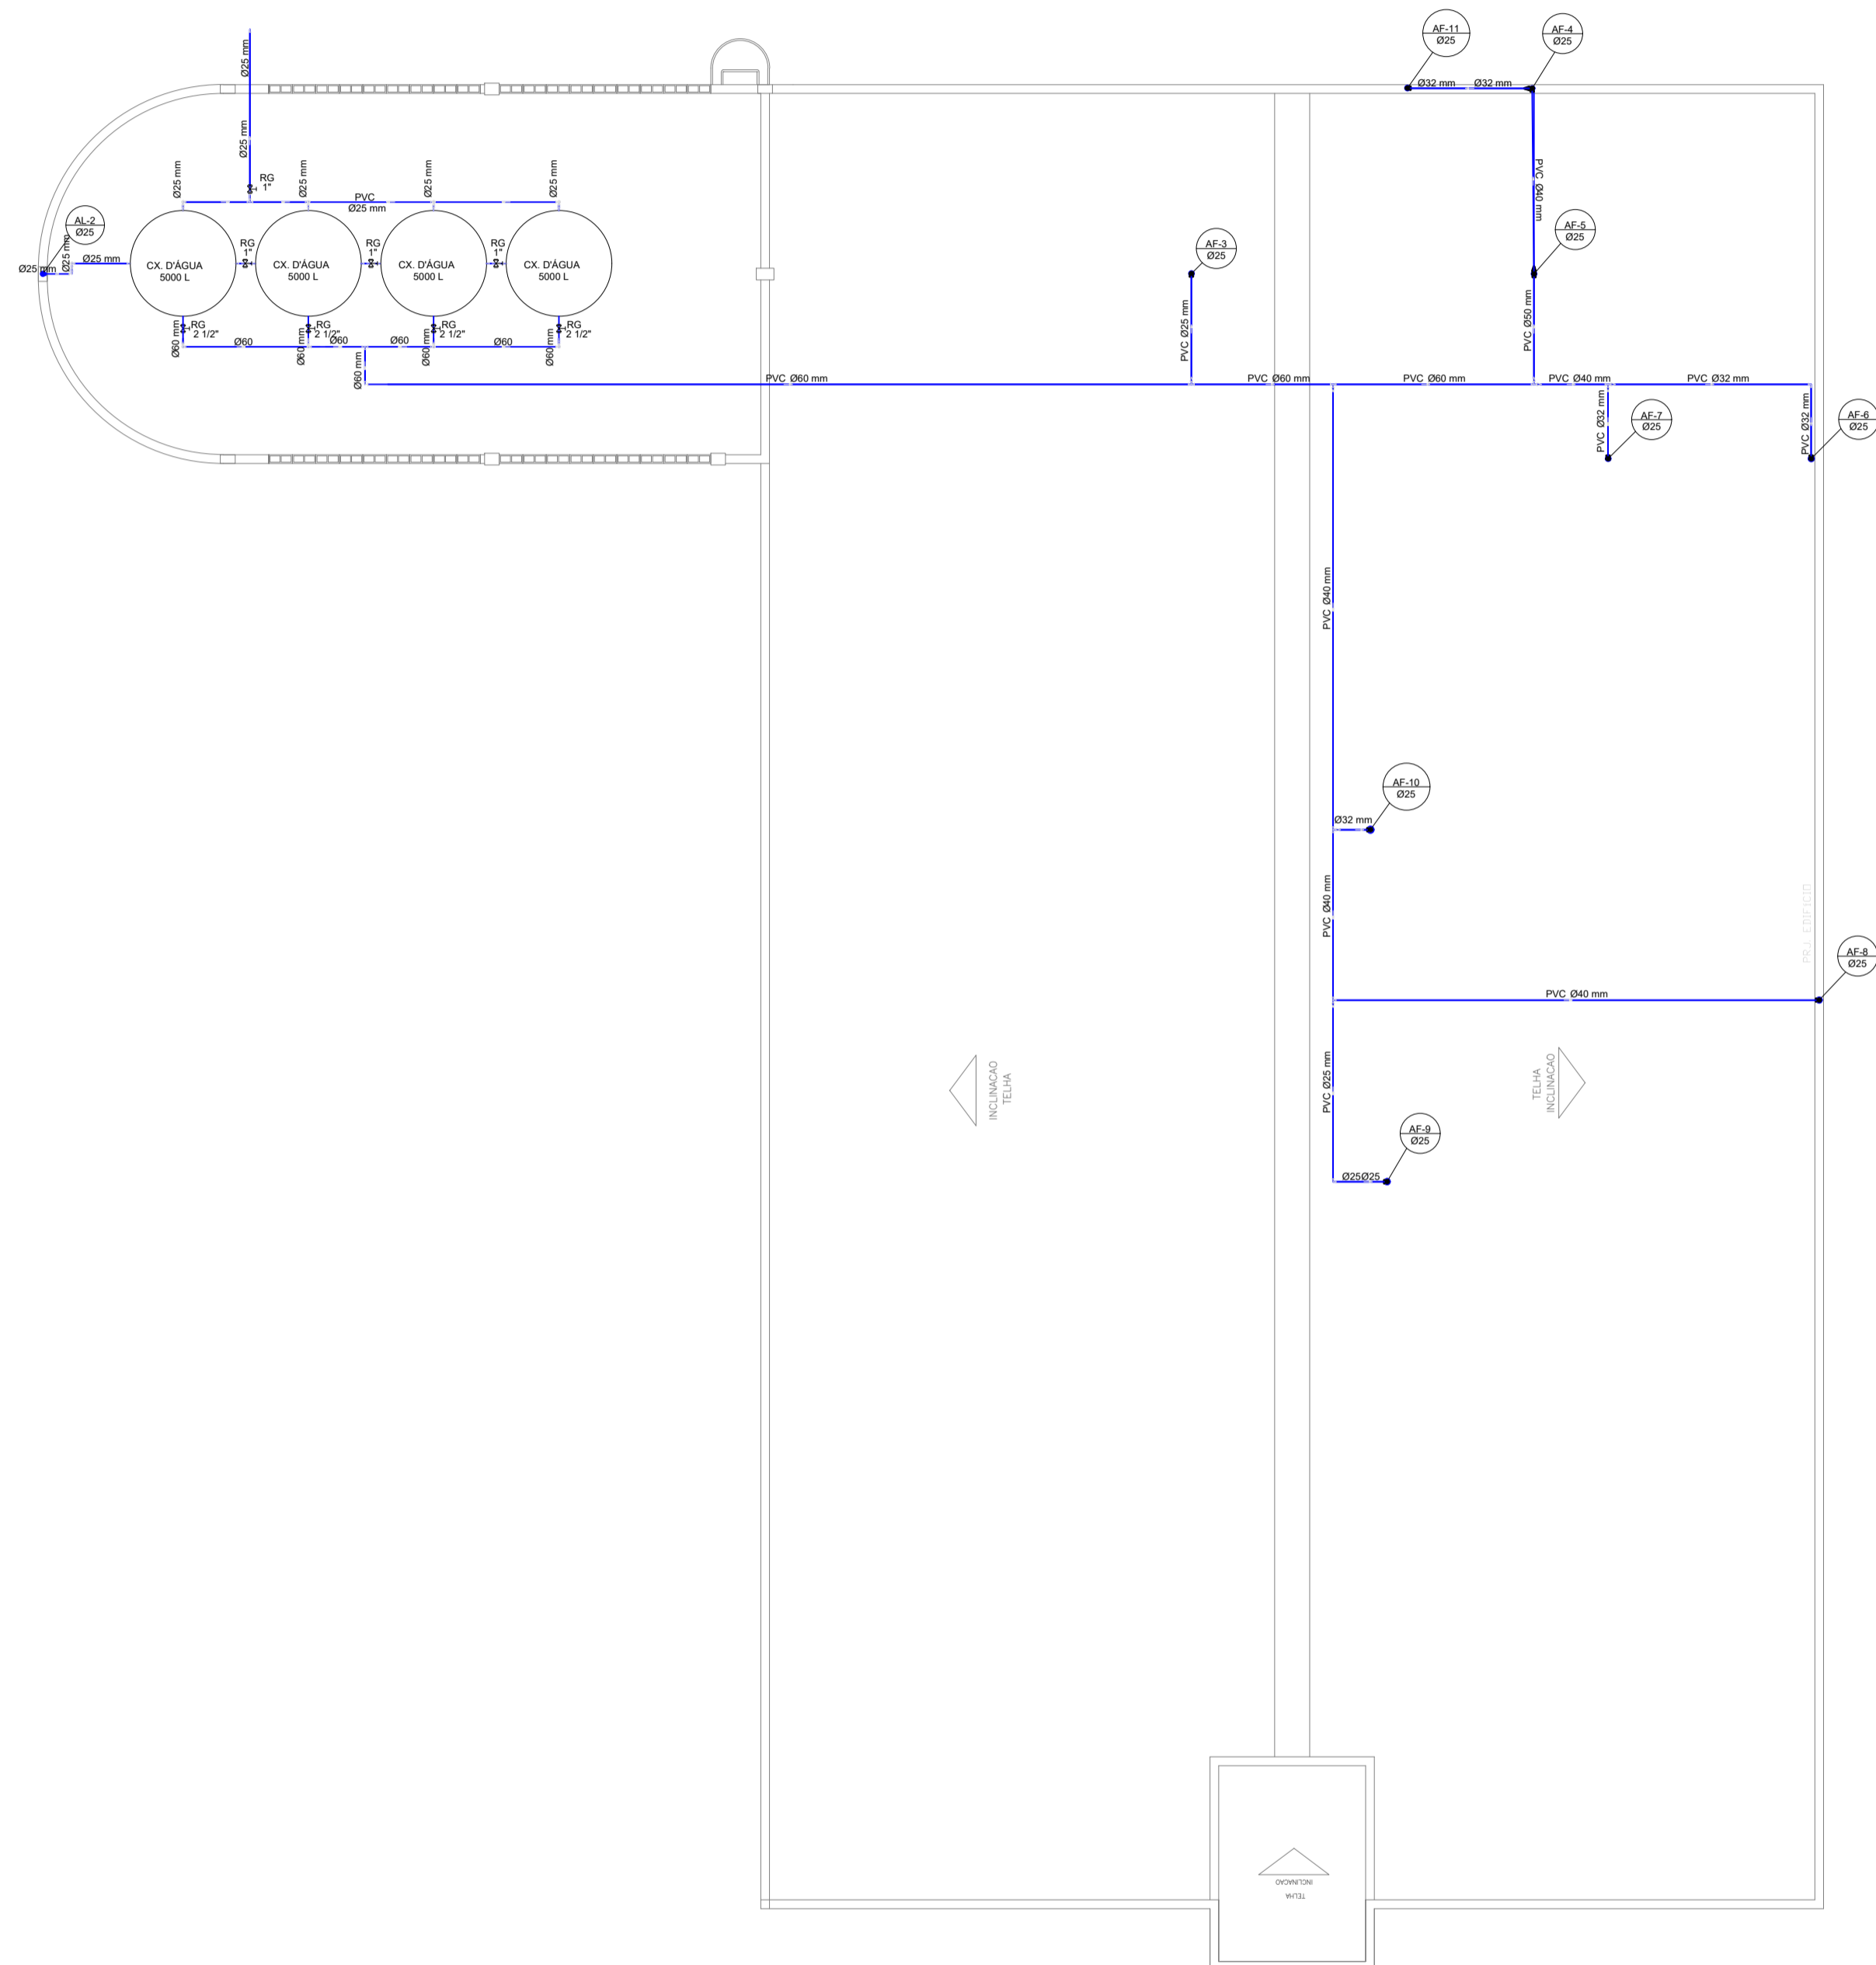 AF-11
Ø25
AF-4
Ø25
Ø25 mm
Ø32 mm
Ø32 mm
Ø25 mm
Ø25 mm
RG
1"
Ø25 mm
Ø25 mm
Ø25 mm
PVC
Ø25 mm
PVC Ø40 mm
AL-2
Ø25
AF-5
Ø25
AF-3
Ø25
Ø25 mm
Ø25 mm
Ø25 mm
CX. D'ÁGUA
5000 L
RG
1"
CX. D'ÁGUA
5000 L
RG
1"
CX. D'ÁGUA
5000 L
RG
1"
CX. D'ÁGUA
5000 L
PVC Ø25 mm
PVC Ø50 mm
Ø60 mm
RG
2 1/2"
Ø60 mm
RG
2 1/2"
Ø60 mm
RG
2 1/2"
Ø60 mm
RG
2 1/2"
Ø60
Ø60
Ø60
Ø60
Ø60 mm
PVC Ø60 mm
PVC Ø60 mm
PVC Ø60 mm
PVC Ø40 mm
PVC Ø32 mm
PVC Ø32 mm
AF-7
Ø25
PVC Ø32 mm
AF-6
Ø25
PVC Ø40 mm
AF-10
Ø25
Ø32 mm
PVC Ø40 mm
PRJ. EDIFICIO
AF-8
Ø25
PVC Ø40 mm
INCLINACAO
TELHA
PVC Ø25 mm
TELHA
INCLINACAO
AF-9
Ø25
Ø25Ø25
INCLINACAO
TELHA